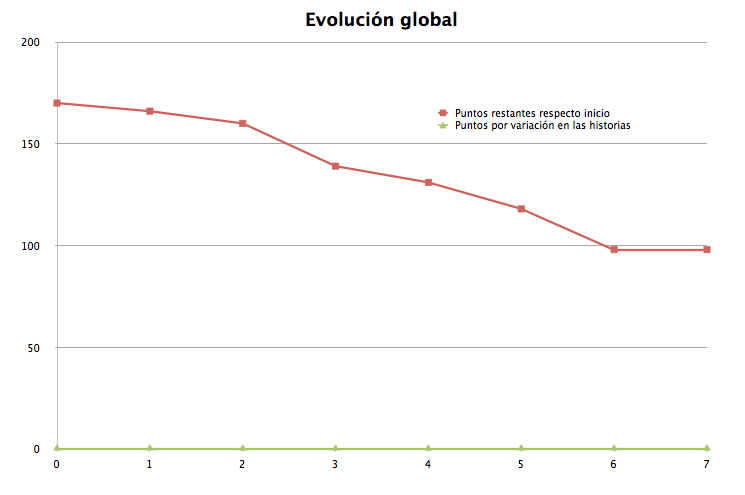 Evolución global
200
Puntos restantes respecto inicio
Puntos por variación en las historias
150
100
50
0
0 1 2 3 4 5 6 7